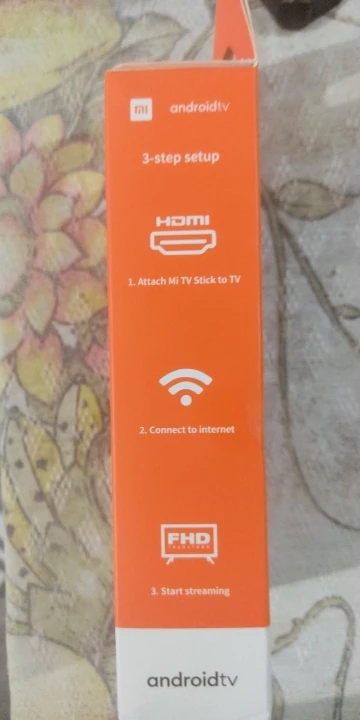 mi androidtv
3-step setup
HDMI
1. Attach Mi TV Stick to TV
2. Connect to internet
FHD
3. Start streaming
androidtv